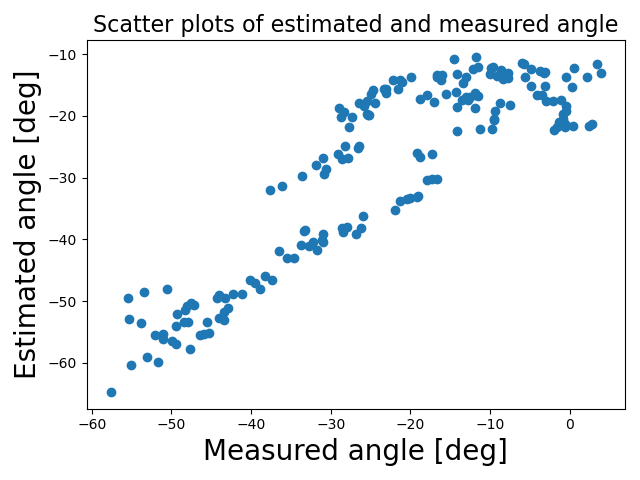 Scatter plots of estimated and measured angle
Estimated angle [deg]
−10
−20
−30
−40
−50
−60
−60 −50 −40 −30 −20 −10 0
Measured angle [deg]